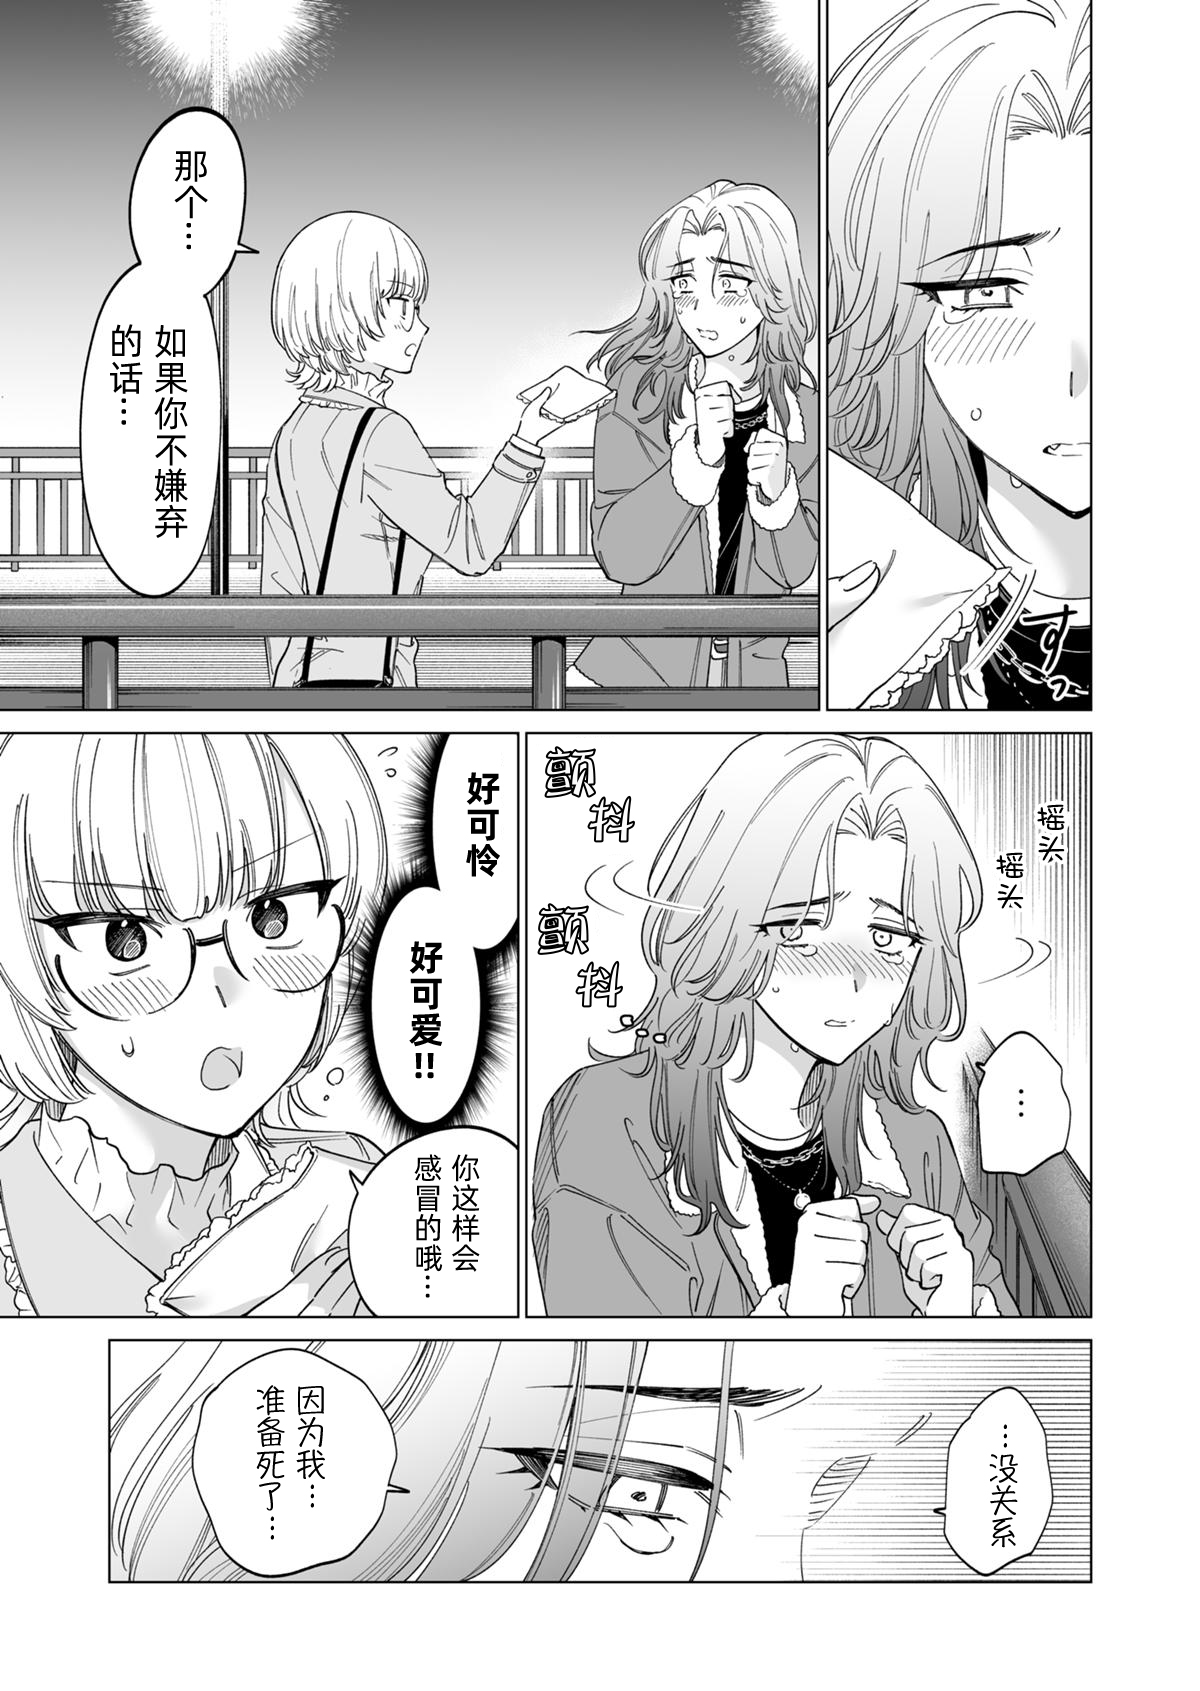 すっ
那个…
如果你不嫌弃
的话…
摇头
摇头
颤
抖
颤
抖
…
好可怜
好可爱!!
你这样会
感冒的哦…
…没关系
因为我…
准备死了…